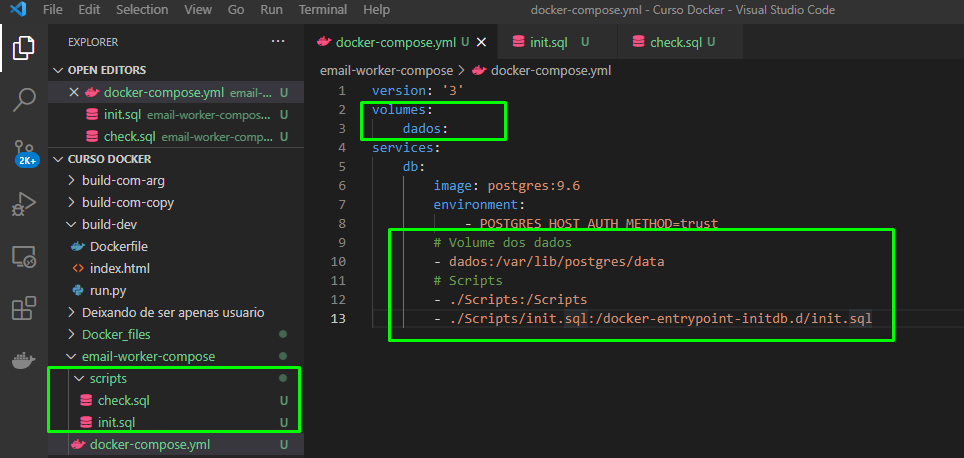 File Edit Selection View Go Run Terminal Help docker-compose.yml - Curso Docker - Visual Studio Code
EXPLORER ···
OPEN EDITORS
docker-compose.yml email-... U
init.sql email-worker-compos... U
check.sql email-worker-comp... U
CURSO DOCKER
build-com-arg
build-com-copy
build-dev
Dockerfile
index.html
run.py
Deixando de ser apenas usuario
Docker_files
email-worker-compose
scripts
check.sql U
init.sql U
docker-compose.yml U
2K+
docker-compose.yml U
init.sql U
check.sql U
email-worker-compose > docker-compose.yml
1 version: '3'
2 volumes:
3 dados:
4 services:
5 db:
6 image: postgres:9.6
7 environment:
8 - POSTGRES_HOST_AUTH_METHOD=trust
9 # Volume dos dados
10 - dados:/var/lib/postgres/data
11 # Scripts
12 - ./Scripts:/Scripts
13 - ./Scripts/init.sql:/docker-entrypoint-initdb.d/init.sql